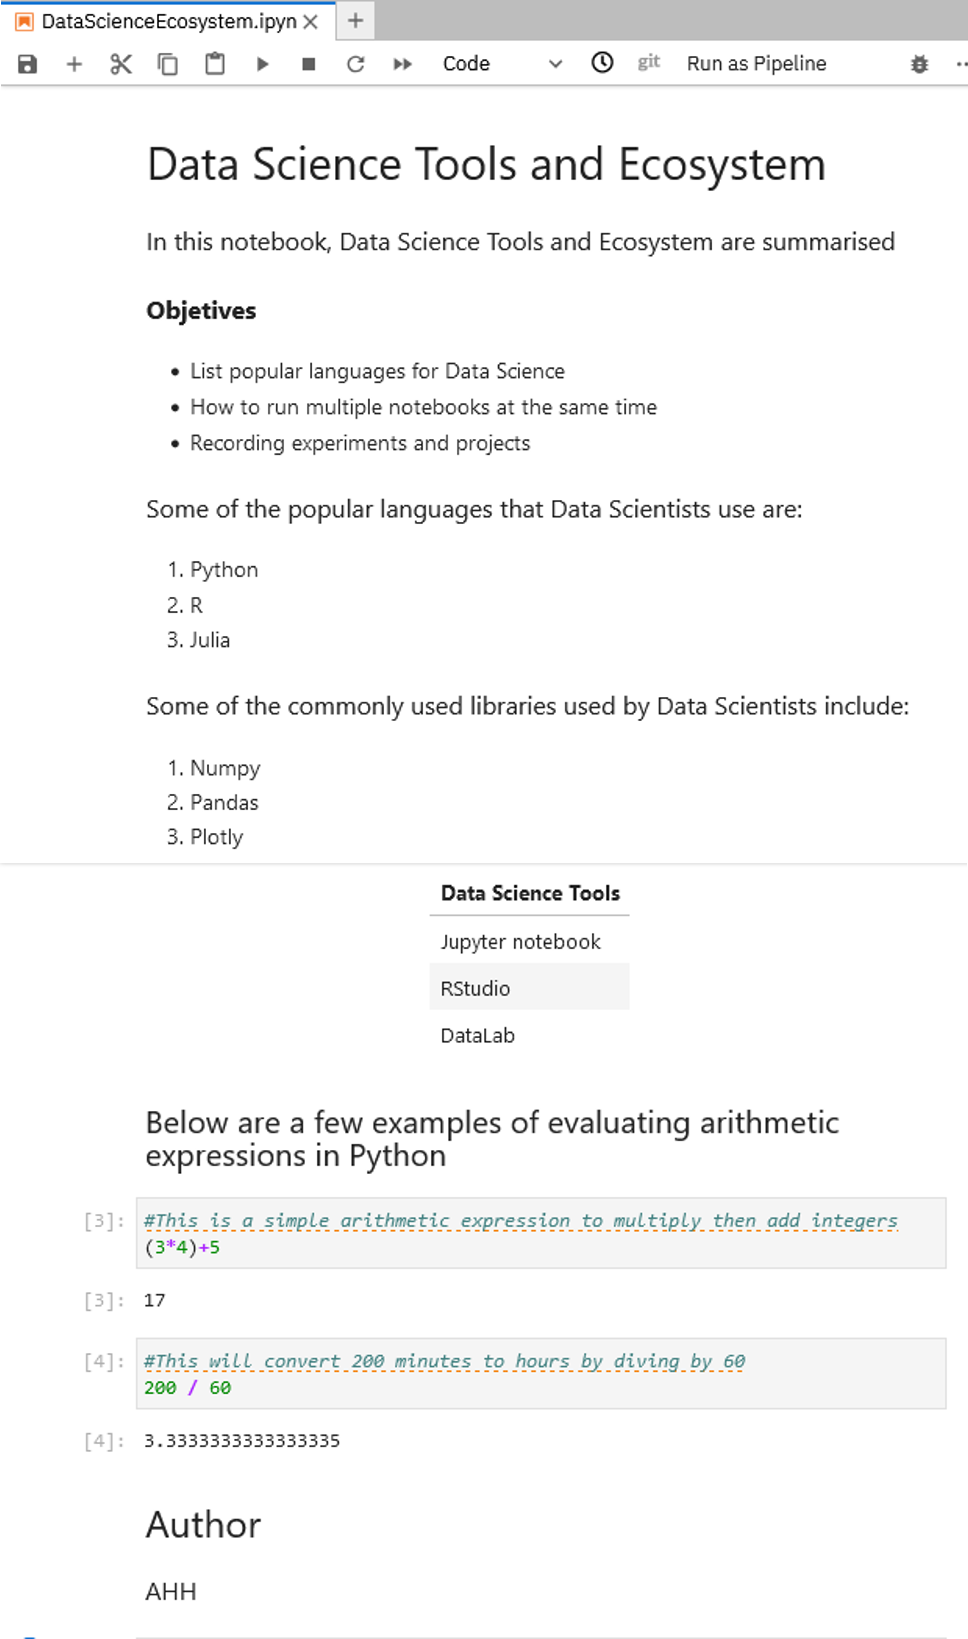 DataScienceEcosystem.ipyn
Code git Run as Pipeline
Data Science Tools and Ecosystem
In this notebook, Data Science Tools and Ecosystem are summarised
Objetives
• List popular languages for Data Science
• How to run multiple notebooks at the same time
• Recording experiments and projects
Some of the popular languages that Data Scientists use are:
1. Python
2. R
3. Julia
Some of the commonly used libraries used by Data Scientists include:
1. Numpy
2. Pandas
3. Plotly
Data Science Tools
Jupyter notebook
RStudio
DataLab
Below are a few examples of evaluating arithmetic
expressions in Python
[3]: #This is a simple arithmetic expression to multiply then add integers
(3*4)+5
[3]: 17
[4]: #This will convert 200 minutes to hours by diving by 60
200 / 60
[4]: 3.3333333333333335
Author
AHH